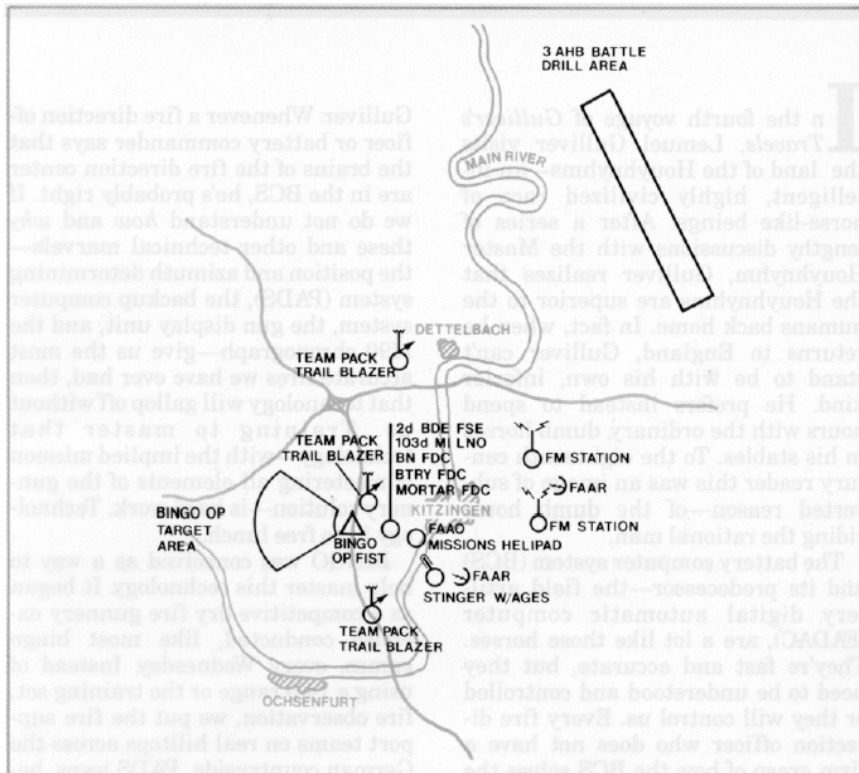 3 AHB BATTLE
DRILL AREA
MAIN RIVER
DETTELBACH
TEAM PACK
TRAIL BLAZER
TEAM PACK
TRAIL BLAZER
2d BDE FSE
103d MI LNO
BN FDC
BTRY FDC
MORTAR FDC
FM STATION
FAAR
KITZINGEN
FM STATION
BINGO OP
TARGET
AREA
BINGO
OP FIST
FAAO
MISSIONS HELIPAD
FAAR
STINGER W/AGES
TEAM PACK
TRAIL BLAZER
OCHSENFURT
I
n the fourth voyage of Gulliver's
Travels, Lemuel Gulliver visits
the land of the Houyhnhnms—an
telligent, highly civilized race of
horse-like beings. After a series of
lengthy discussions with the Master
Houyhnhnm, Gulliver realizes that
the Houyhnhnms are superior to the
humans back home. In fact, when he
returns to England, Gulliver can't
stand to be with his own, inferior
kind. He prefers instead to spend
hours with the ordinary, dumb
in his stables. To the
reader this was an of
verted reason—of the dumb
riding the rational man.
The battery computer system (BCS)
and its predecessor—the field
ery digital automatic computer
(FADAC), are a lot like those horses.
They're fast and accurate, but they
need to be understood and controlled
or they will control us. Every fire di-
rection officer who does not have a
grasp of how the BCS solves the
Gulliver. Whenever a fire direction of-
ficer or battery commander says that
the brains of the fire direction center
are in the BCS, he's probably right. If
we do not understand how and why
these and other technical marvels—
the position and azimuth determining
system (PADS), the backup computer
system, the gun display unit, and the
chronograph—give us the most
accurate fires we have ever had, then
that technology will gallop off without
Training to master that
with the implied mission
all elements of the gun-
solution—is work. Technol-
free lunch.
was conceived as a way to
master this technology. It began
competitive dry fire gunnery ex-
conducted, like most bingo
every Wednesday. Instead of
using a range or the training set,
fire observation, we put the fire sup-
port teams on real hilltops across the
German countryside. PADS